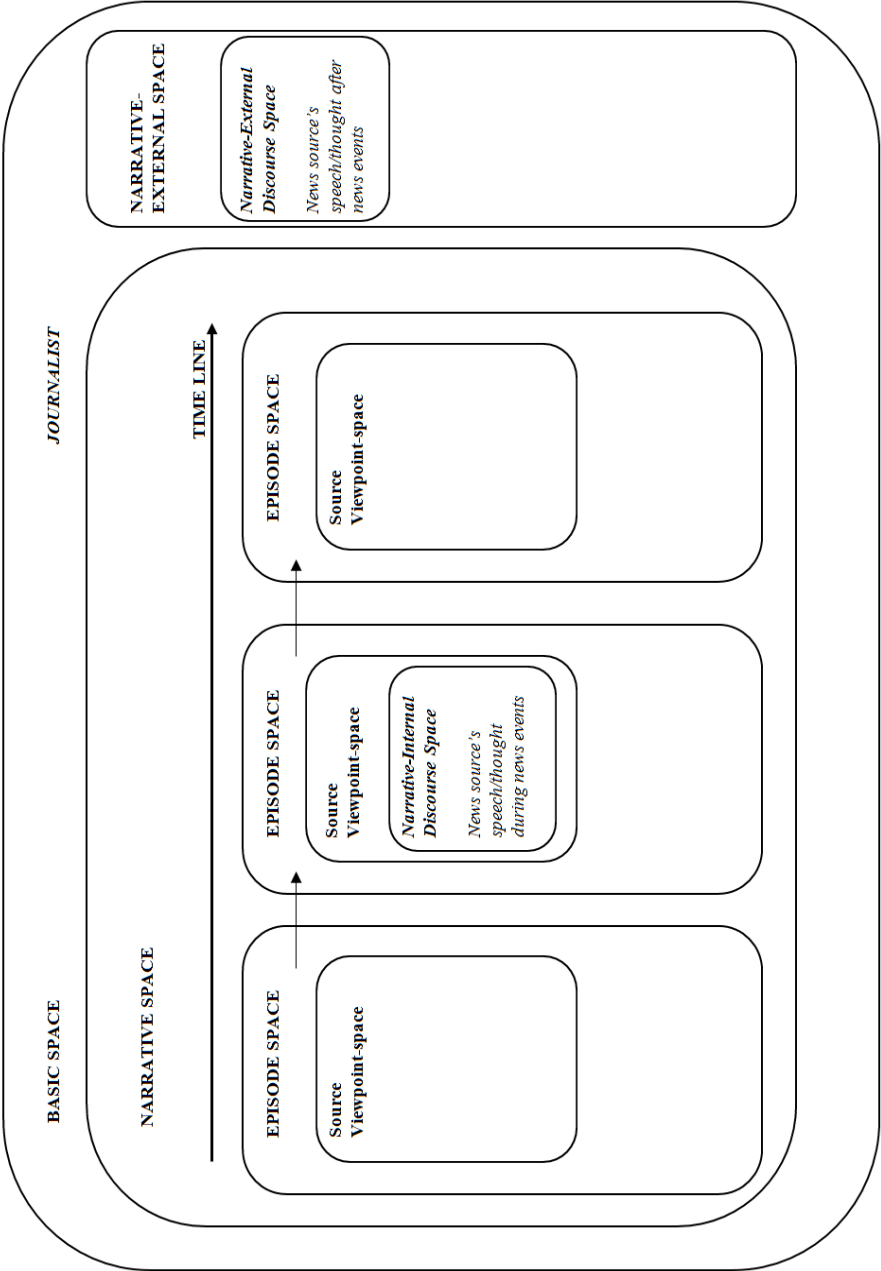 BASIC SPACE
JOURNALIST
NARRATIVE SPACE
TIME LINE
EPISODE SPACE
Source
Viewpoint-space
EPISODE SPACE
Source
Viewpoint-space
Narrative-Internal
Discourse Space
News source's
speech/thought
during news events
EPISODE SPACE
Source
Viewpoint-space
NARRATIVE-
EXTERNAL SPACE
Narrative-External
Discourse Space
News source's
speech/thought after
news events